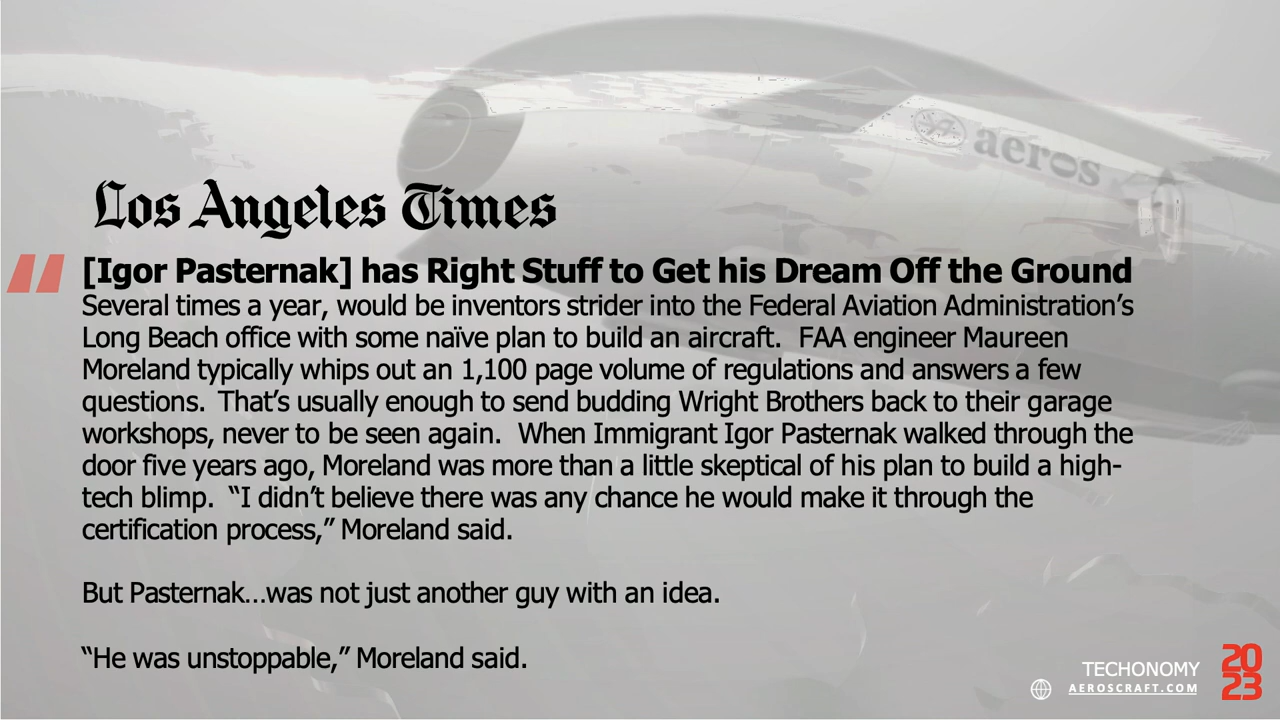 aeros
Los Angeles Times
[Igor Pasternak] has Right Stuff to Get his Dream Off the Ground
Several times a year, would be inventors strider into the Federal Aviation Administration’s
Long Beach office with some naïve plan to build an aircraft.  FAA engineer Maureen
Moreland typically whips out an 1,100 page volume of regulations and answers a few
questions.  That’s usually enough to send budding Wright Brothers back to their garage
workshops, never to be seen again.  When Immigrant Igor Pasternak walked through the
door five years ago, Moreland was more than a little skeptical of his plan to build a high-
tech blimp.  “I didn’t believe there was any chance he would make it through the
certification process,” Moreland said.
But Pasternak…was not just another guy with an idea.
“He was unstoppable,” Moreland said.
TECHONOMY
AEROSCRAFT.COM
20
23